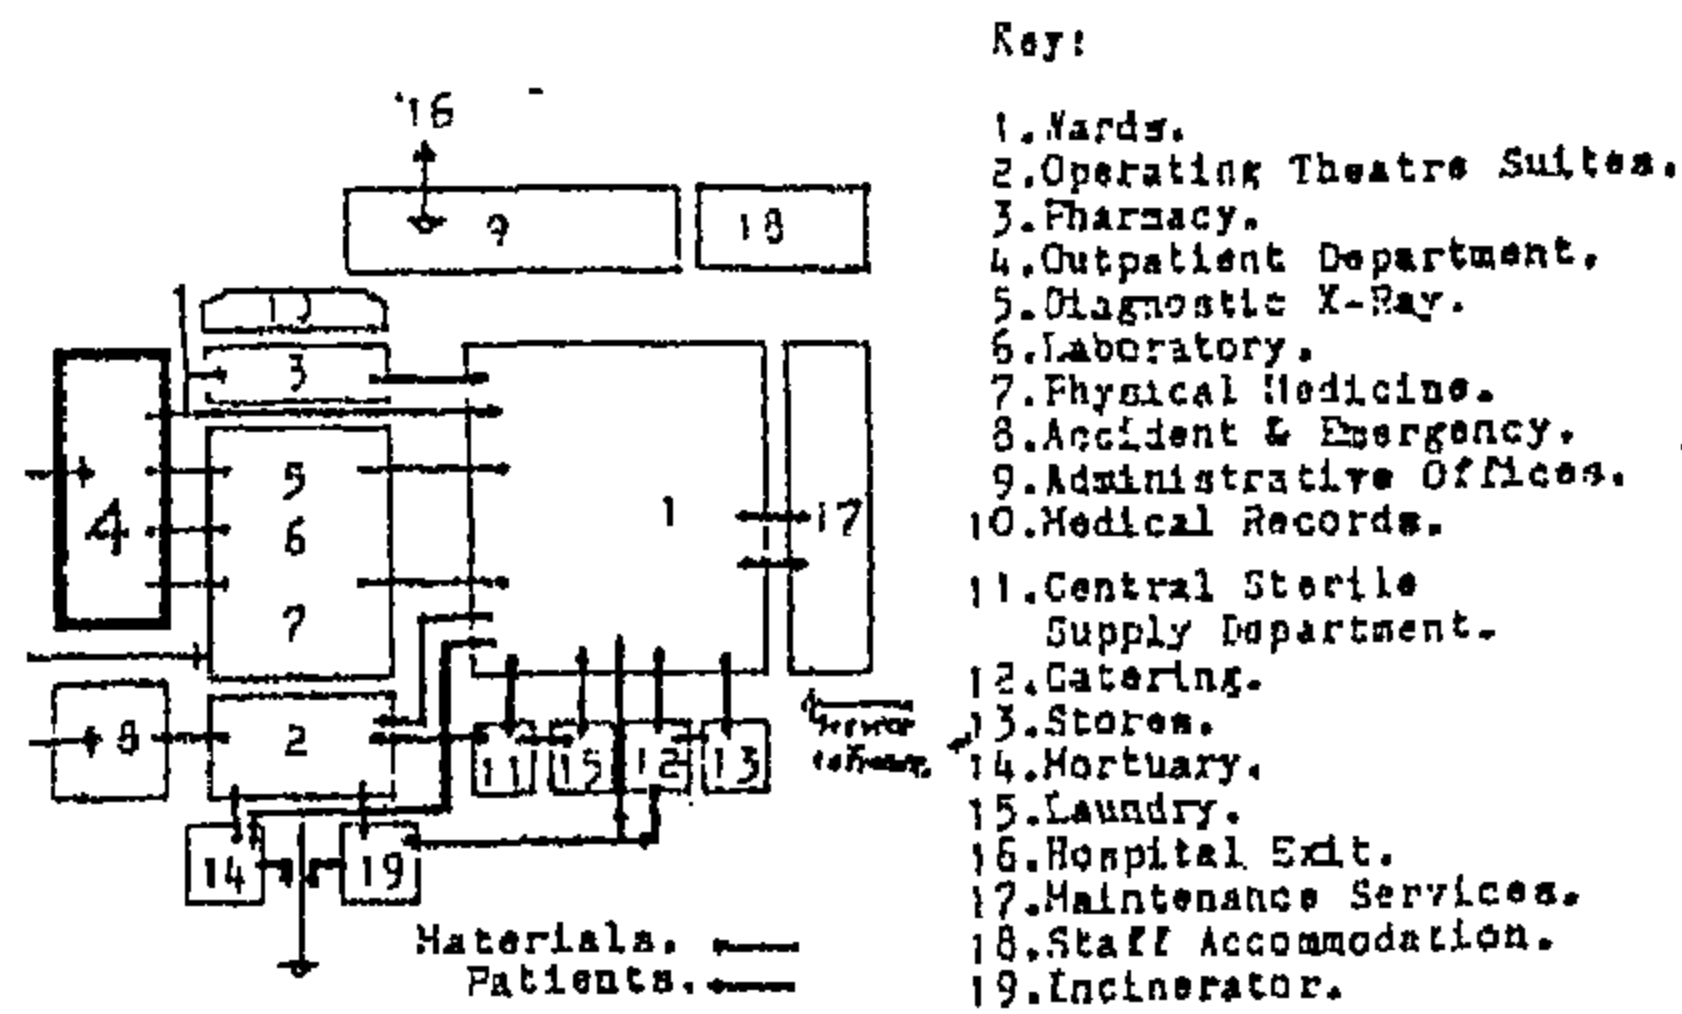 16
9
18
3
4
5
6
7
1
17
8
2
11
15
12
13
14
19
Materials.
Patients.
Key:
1.Wards.
2.Operating Theatre Suites.
3.Pharmacy.
4.Outpatient Department.
5.Diagnostic X-Ray.
6.Laboratory.
7.Physical Medicine.
8.Accident & Emergency.
9.Administrative Offices.
10.Medical Records.
11.Central Sterile
Supply Department.
12.Catering.
13.Stores.
14.Mortuary.
15.Laundry.
16.Hospital Exit.
17.Maintenance Services.
18.Staff Accommodation.
19.Incinerator.